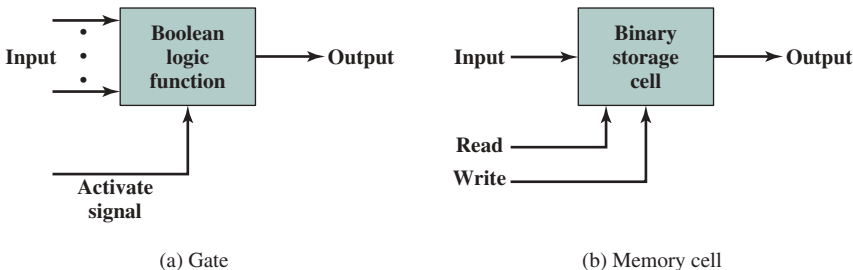 Input
Boolean
logic
function
Output
Activate
signal
(a) Gate
Input
Binary
storage
cell
Output
Read
Write
(b) Memory cell